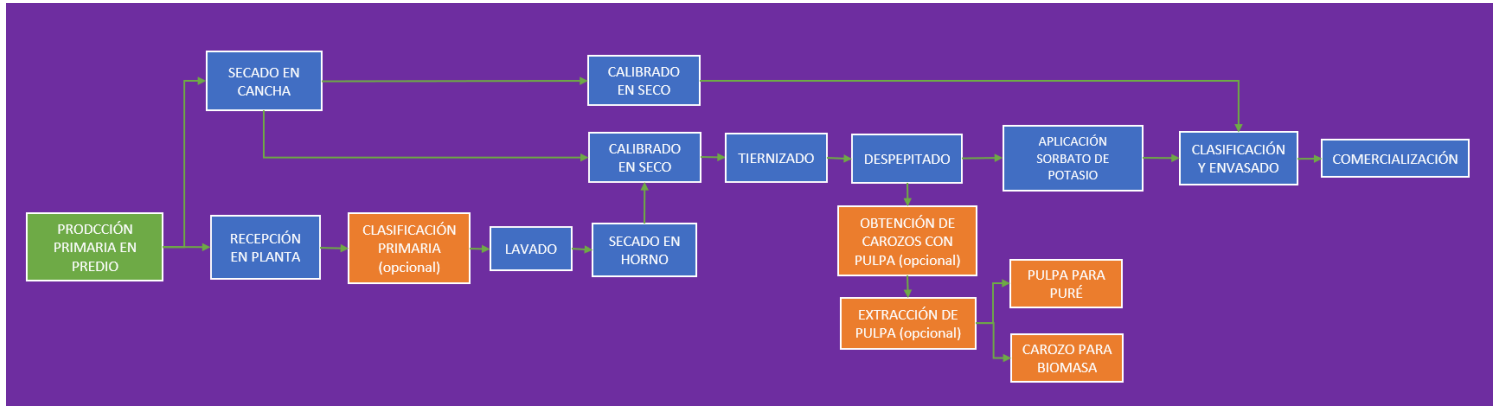 SECADO EN
CANCHA
CALIBRADO
EN SECO
CALIBRADO
EN SECO
TIERNIZADO
DESPEPITADO
APLICACIÓN
SORBATO DE
POTASIO
CLASIFICACIÓN
Y ENVASADO
COMERCIALIZACIÓN
PRODCCIÓN
PRIMARIA EN
PREDIO
RECEPCIÓN
EN PLANTA
CLASIFICACIÓN
PRIMARIA
(opcional)
LAVADO
SECADO EN
HORNO
OBTENCIÓN DE
CAROZOS CON
PULPA (opcional)
EXTRACCIÓN DE
PULPA (opcional)
PULPA PARA
PURÉ
CAROZO PARA
BIOMASA